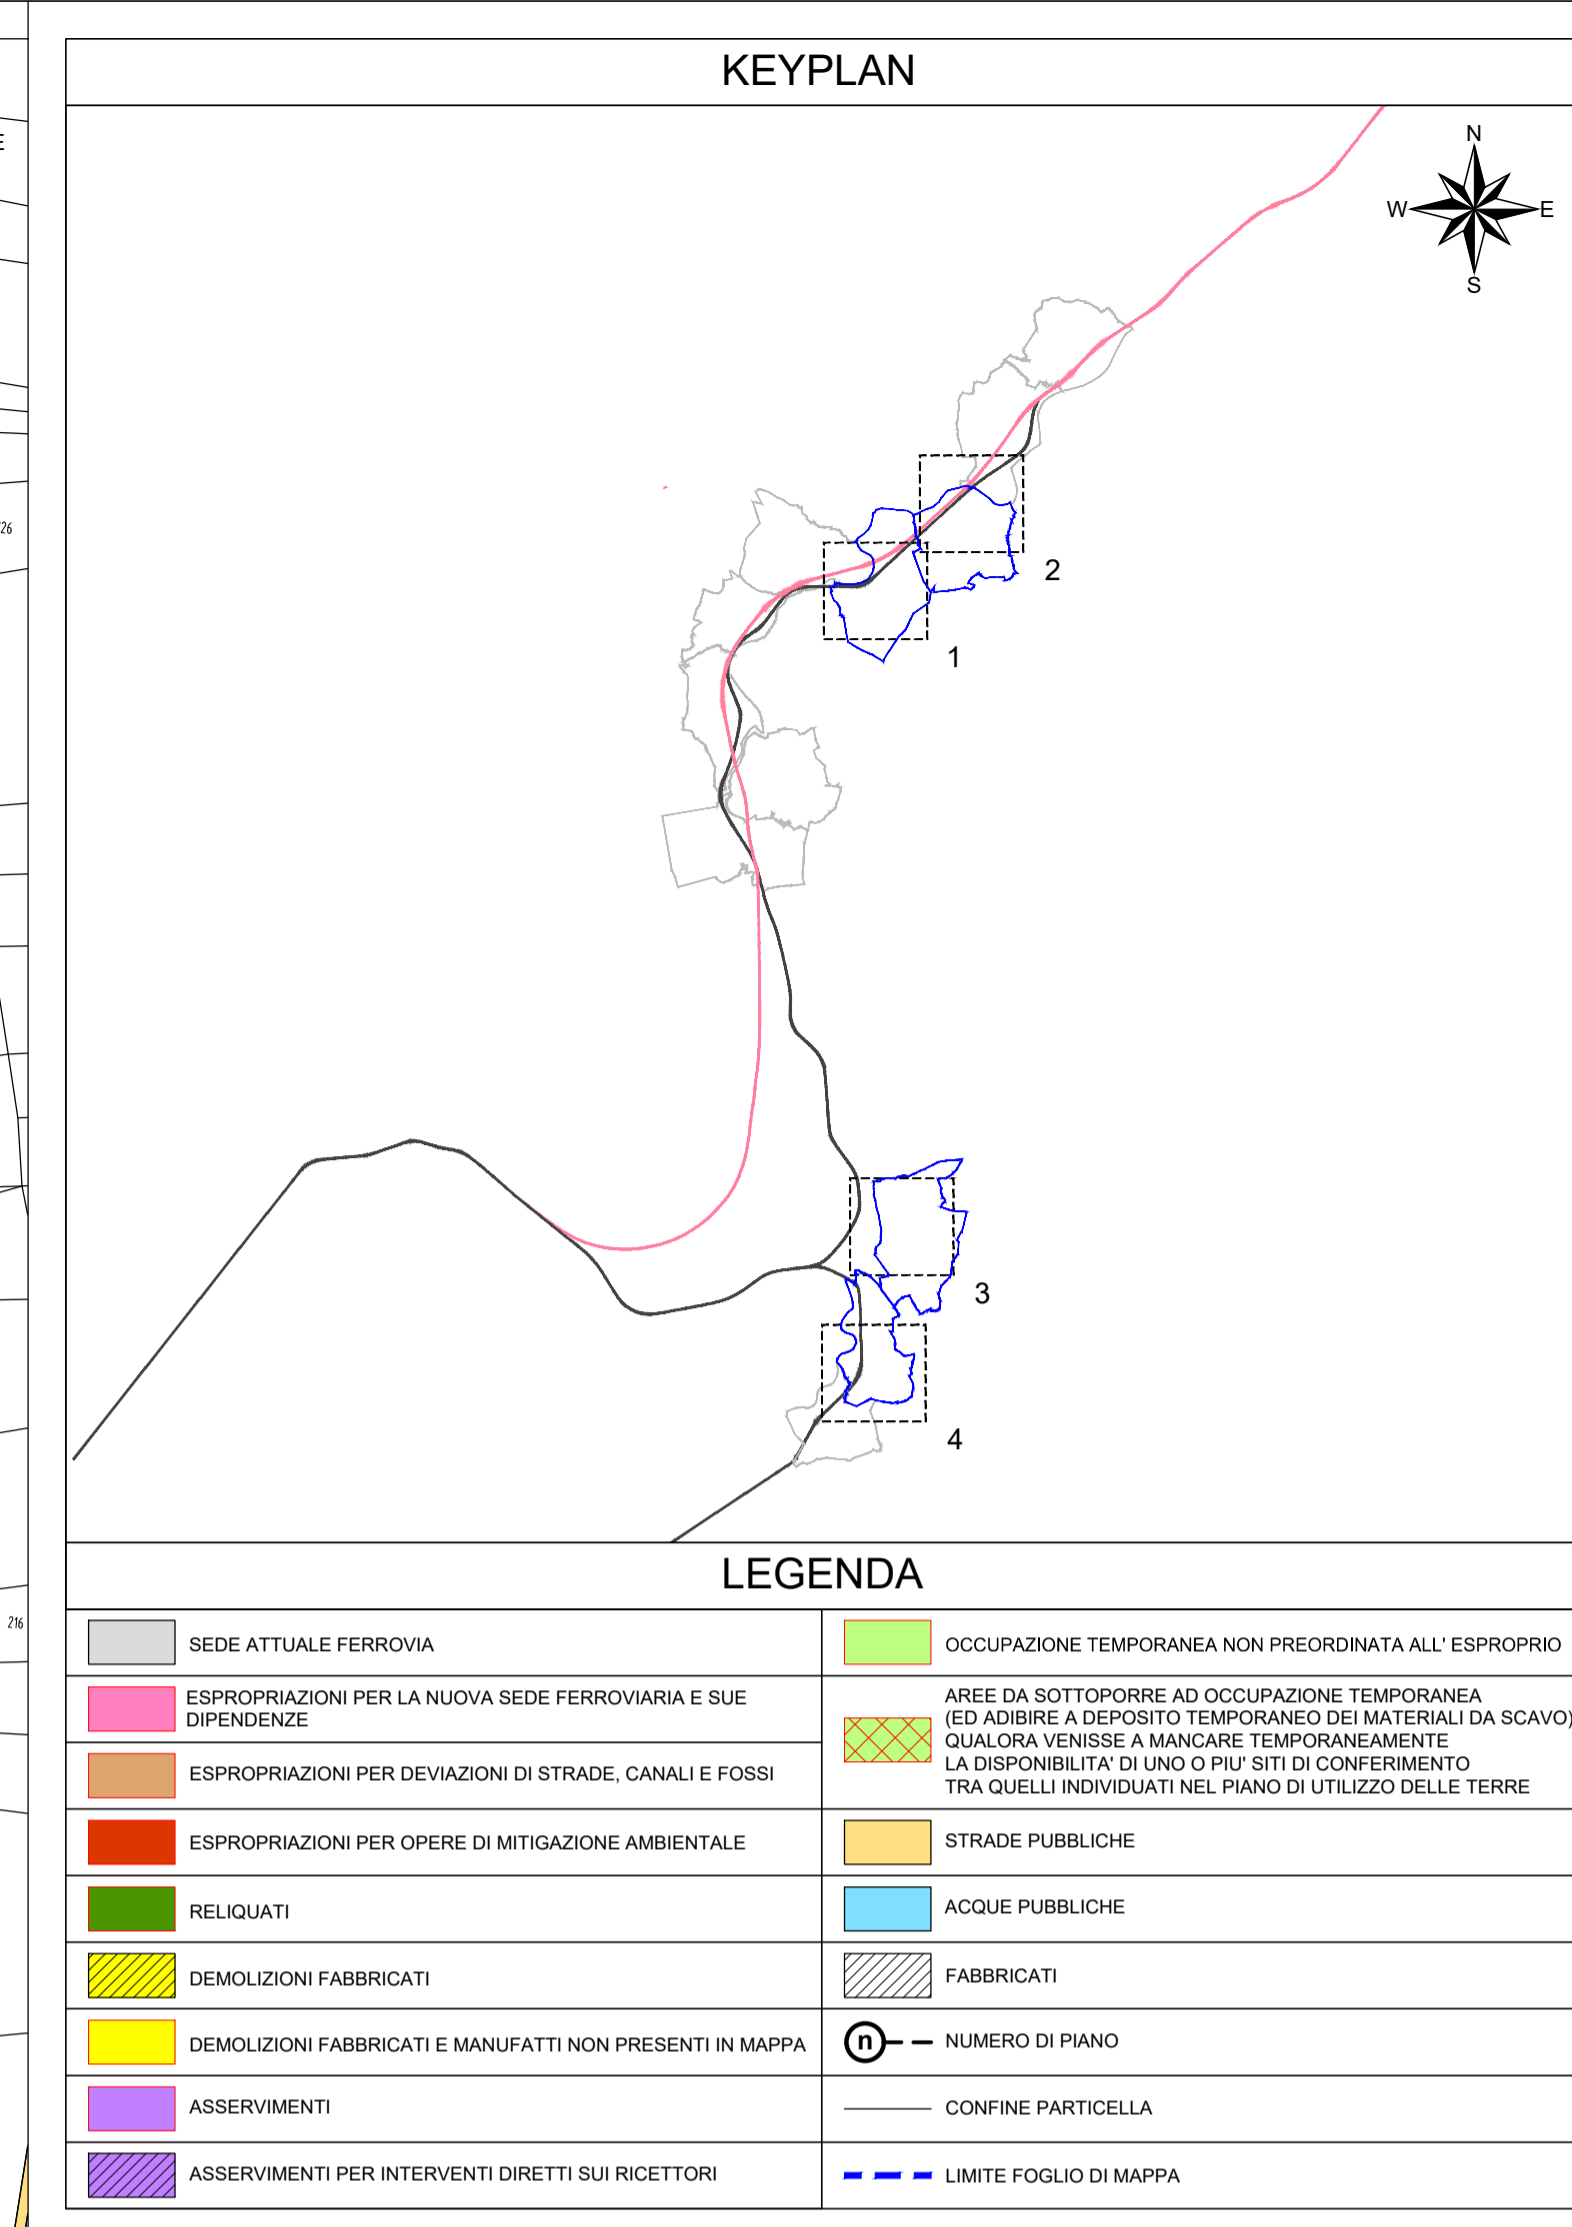 KEYPLAN
N
W
E
S
2
1
3
4
216
LEGENDA
SEDE ATTUALE FERROVIA
ESPROPRIAZIONI PER LA NUOVA SEDE FERROVIARIA E SUE
DIPENDENZE
ESPROPRIAZIONI PER DEVIAZIONI DI STRADE, CANALI E FOSSI
ESPROPRIAZIONI PER OPERE DI MITIGAZIONE AMBIENTALE
RELIQUATI
DEMOLIZIONI FABBRICATI
DEMOLIZIONI FABBRICATI E MANUFATTI NON PRESENTI IN MAPPA
ASSERVIMENTI
ASSERVIMENTI PER INTERVENTI DIRETTI SUI RICETTORI
OCCUPAZIONE TEMPORANEA NON PREORDINATA ALL' ESPROPRIO
AREE DA SOTTOPORRE AD OCCUPAZIONE TEMPORANEA
(ED ADIBIRE A DEPOSITO TEMPORANEO DEI MATERIALI DA SCAVO)
QUALORA VENISSE A MANCARE TEMPORANEAMENTE
LA DISPONIBILITA' DI UNO O PIU' SITI DI CONFERIMENTO
TRA QUELLI INDIVIDUATI NEL PIANO DI UTILIZZO DELLE TERRE
STRADE PUBBLICHE
ACQUE PUBBLICHE
FABBRICATI
n NUMERO DI PIANO
CONFINE PARTICELLA
LIMITE FOGLIO DI MAPPA